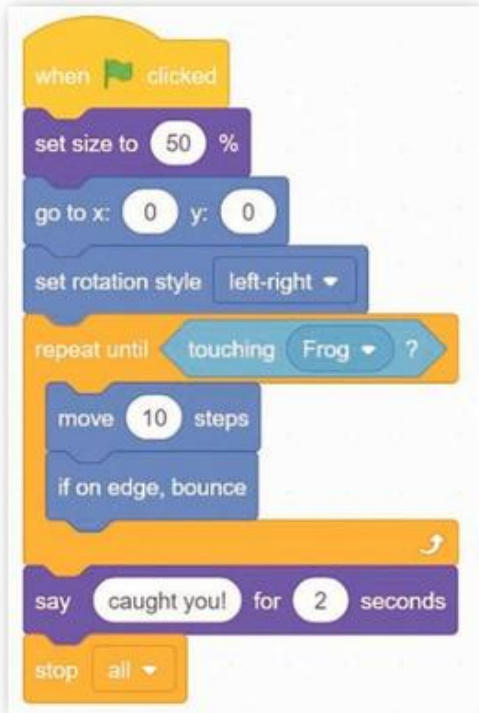 when clicked
set size to 50 %
go to x: 0 y: 0
set rotation style left-right
repeat until touching Frog ?
move 10 steps
if on edge, bounce
say caught you! for 2 seconds
stop all